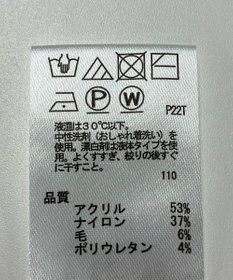 P W
P22T
液温は30℃以下。
中性洗剤(おしゃれ着洗い)を
使用。漂白剤は液体タイプを使
用。よくすすぎ、絞りの後すぐ
に干すこと。
110
品質
アクリル 53%
ナイロン 37%
毛 6%
ポリウレタン 4%